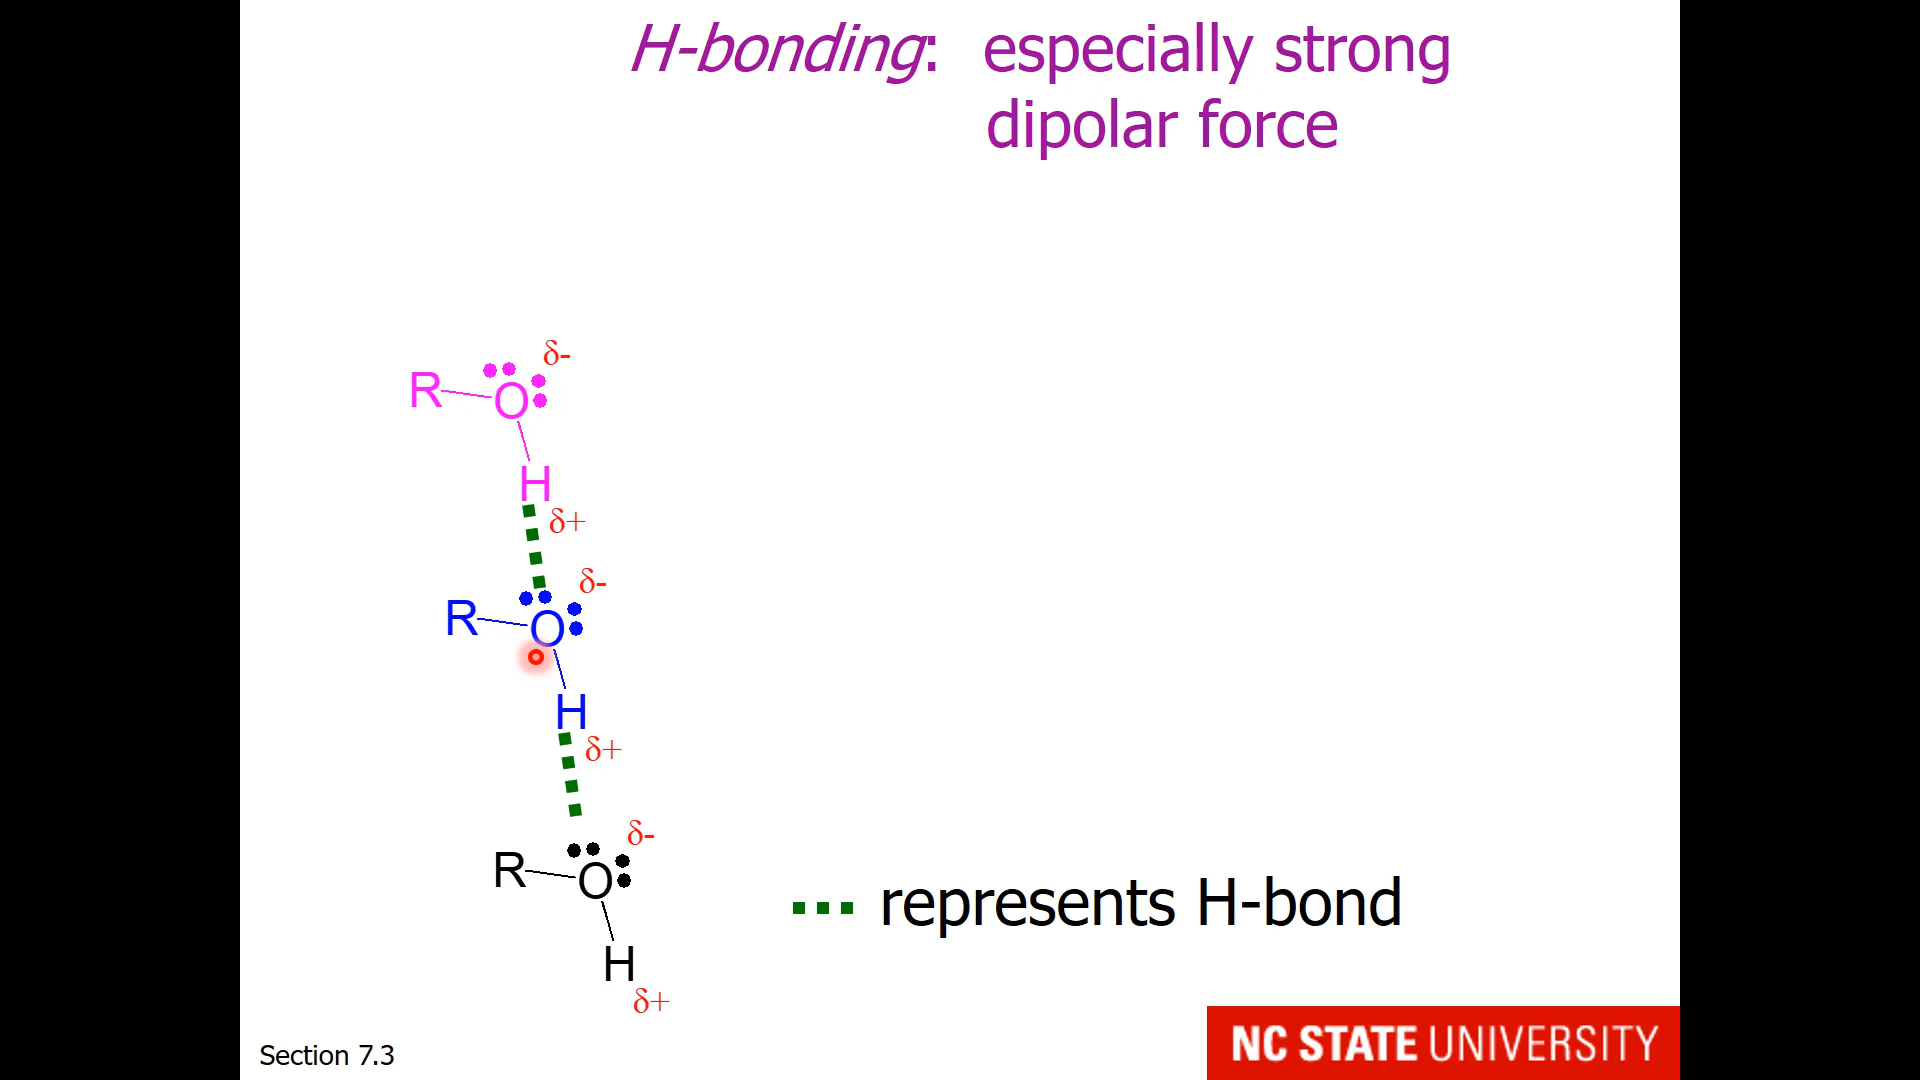 H-bonding: especially strong
dipolar force
δ-
R O
H
δ+
δ-
R O
H
δ+
δ-
R O
H
δ+
represents H-bond
Section 7.3
NC STATE UNIVERSITY